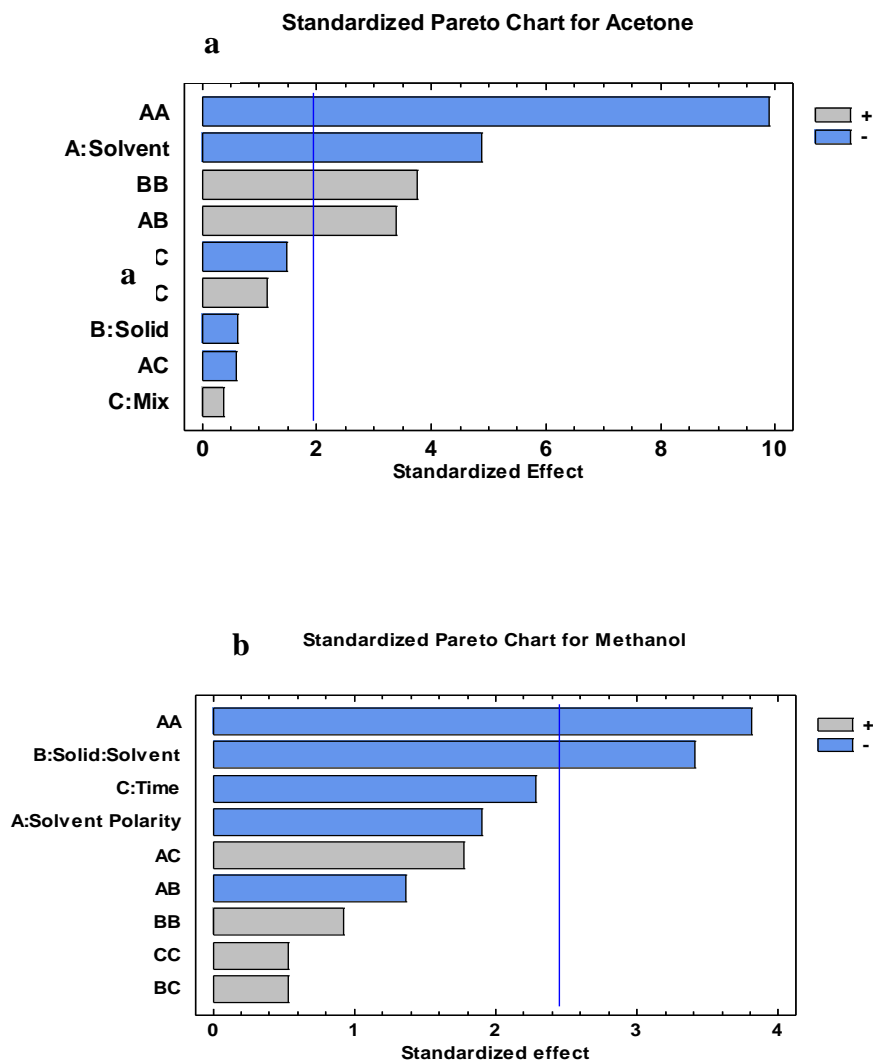 a
Standardized Pareto Chart for Acetone
AA
A:Solvent
BB
AB
C
a
C
B:Solid
AC
C:Mix
+
-
0 2 4 6 8 10
Standardized Effect
b
Standardized Pareto Chart for Methanol
AA
B:Solid:Solvent
C:Time
A:Solvent Polarity
AC
AB
BB
CC
BC
+
-
0 1 2 3 4
Standardized effect